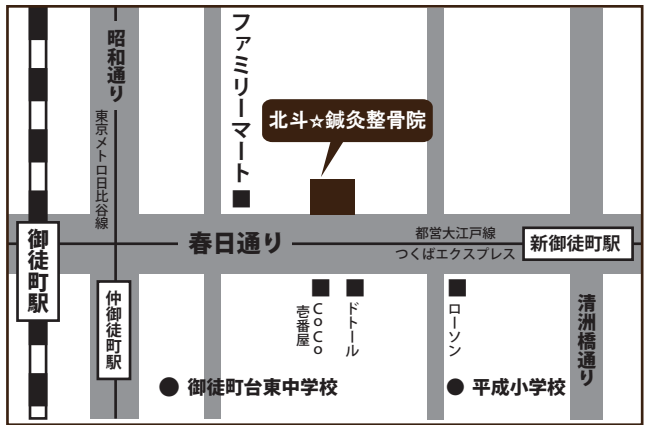 昭和通り
東京メトロ日比谷線
ファミリーマート
北斗☆鍼灸整骨院
御徒町駅
春日通り
都営大江戸線
つくばエクスプレス
新御徒町駅
仲御徒町駅
CoCo
壱番屋
ドトール
ローソン
清洲橋通り
御徒町台東中学校
平成小学校